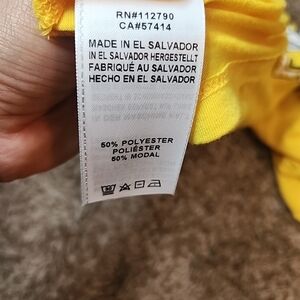 RN#112790
CA#57414
MADE IN EL SALVADOR
IN EL SALVADOR HERGESTELLT
FABRIQUÉ AU SALVADOR
HECHO EN EL SALVADOR
50% POLYESTER
POLIÉSTER
50% MODAL